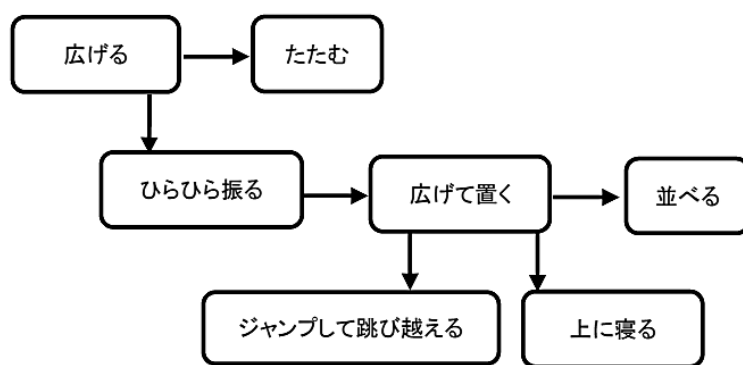 広げる
たたむ
ひらひら振る
広げて置く
並べる
ジャンプして跳び越える
上に寝る